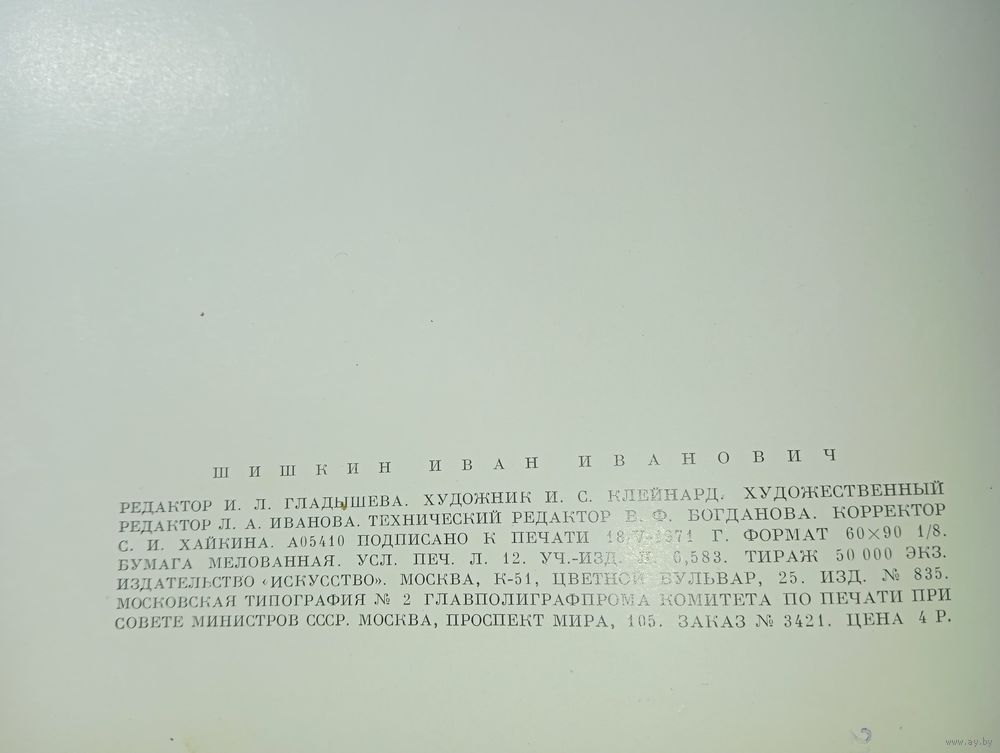 ШИШКИН ИВАН ИВАНОВИЧ
РЕДАКТОР И. Л. ГЛАДЫШЕВА. ХУДОЖНИК И. С. КЛЕЙНАРД. ХУДОЖЕСТВЕННЫЙ
РЕДАКТОР Л. А. ИВАНОВА. ТЕХНИЧЕСКИЙ РЕДАКТОР Ф. БОГДАНОВА. КОРРЕКТОР
С. И. ХАЙКИНА. А05410 ПОДПИСАНО К ПЕЧАТИ Г. ФОРМАТ 60×90 1/8.
БУМАГА МЕЛОВАННАЯ. УСЛ. ПЕЧ. Л. 12. УЧ.-ИЗД. Л. 6,583. ТИРАЖ 50 000 ЭКЗ.
ИЗДАТЕЛЬСТВО «ИСКУССТВО». МОСКВА, К-51, ЦВЕТНОЙ БУЛЬВАР, 25. ИЗД. № 835.
МОСКОВСКАЯ ТИПОГРАФИЯ № 2 ГЛАВПОЛИГРАФПРОМА КОМИТЕТА ПО ПЕЧАТИ ПРИ
СОВЕТЕ МИНИСТРОВ СССР. МОСКВА, ПРОСПЕКТ МИРА, 105. ЗАКАЗ № 3421. ЦЕНА 4 Р.
www.ay.by